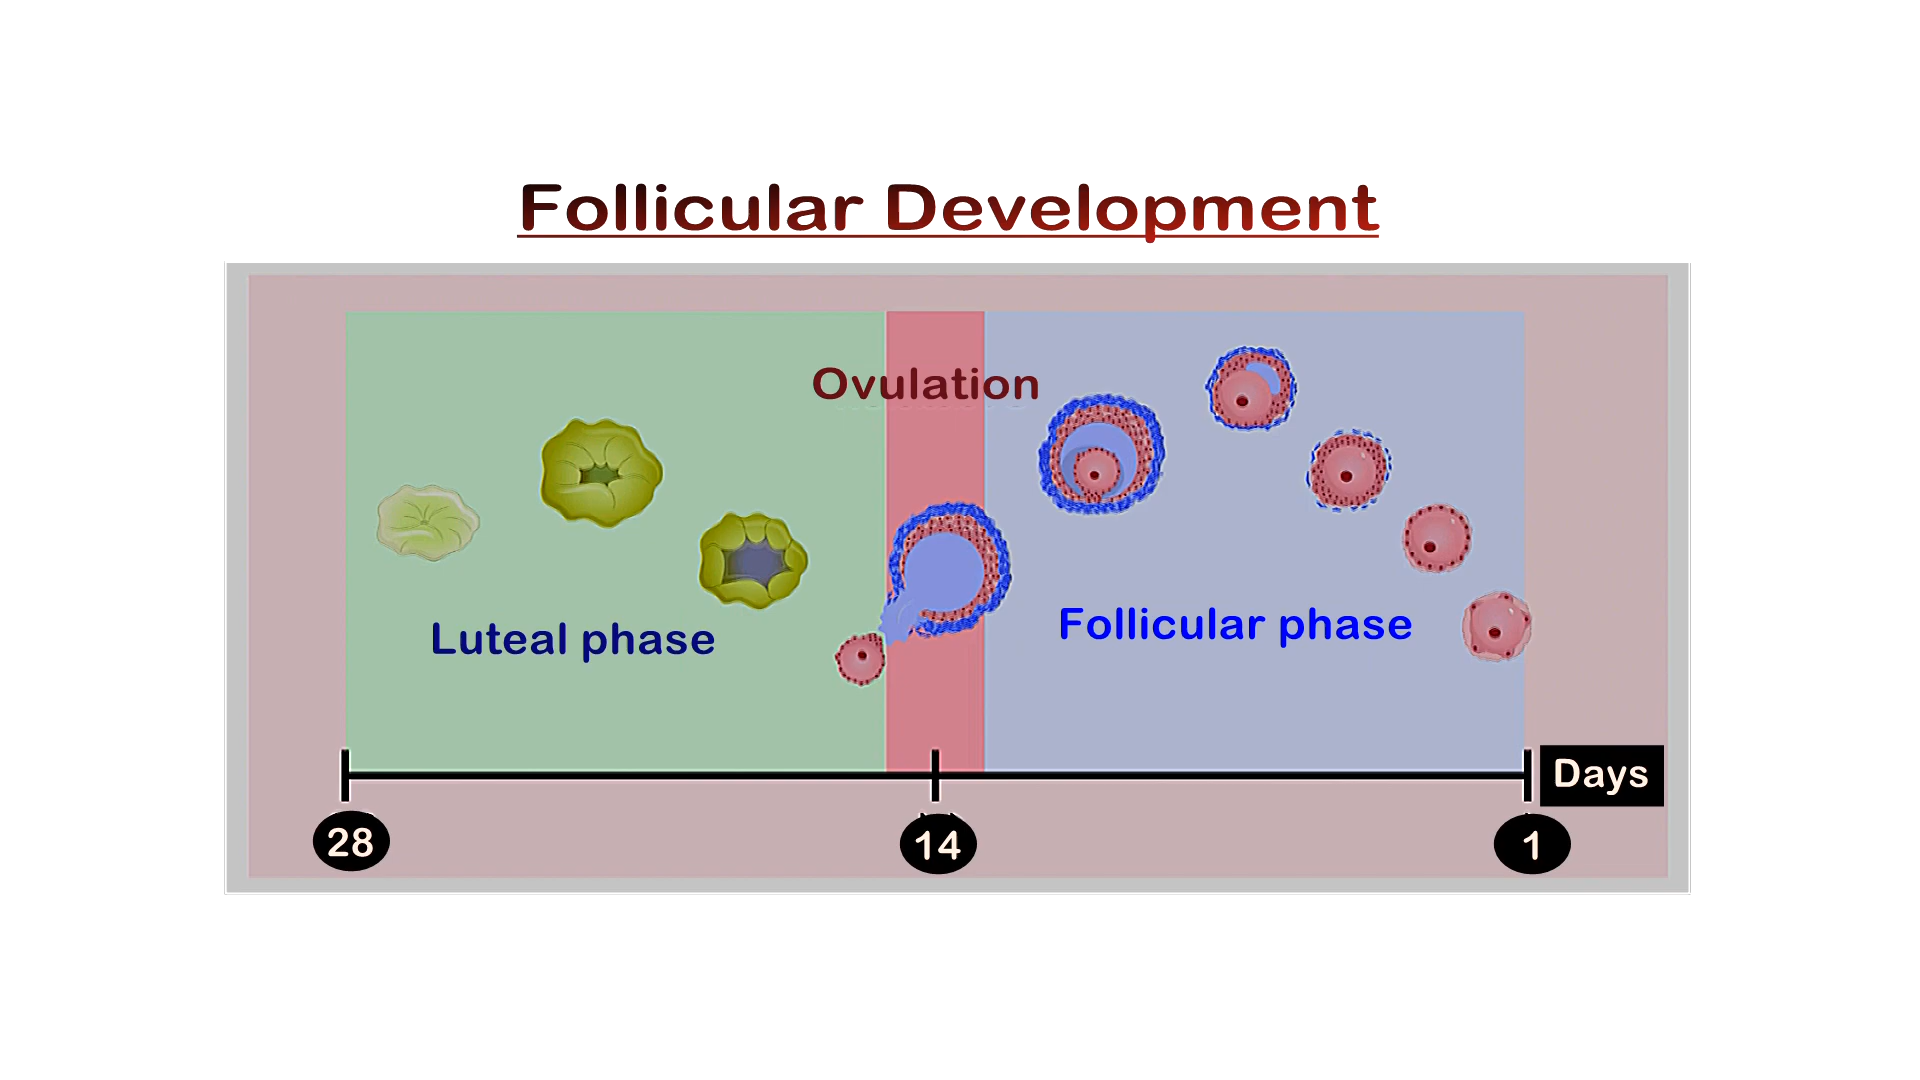 Follicular Development
Ovulation
Luteal phase
Follicular phase
Days
28
14
1